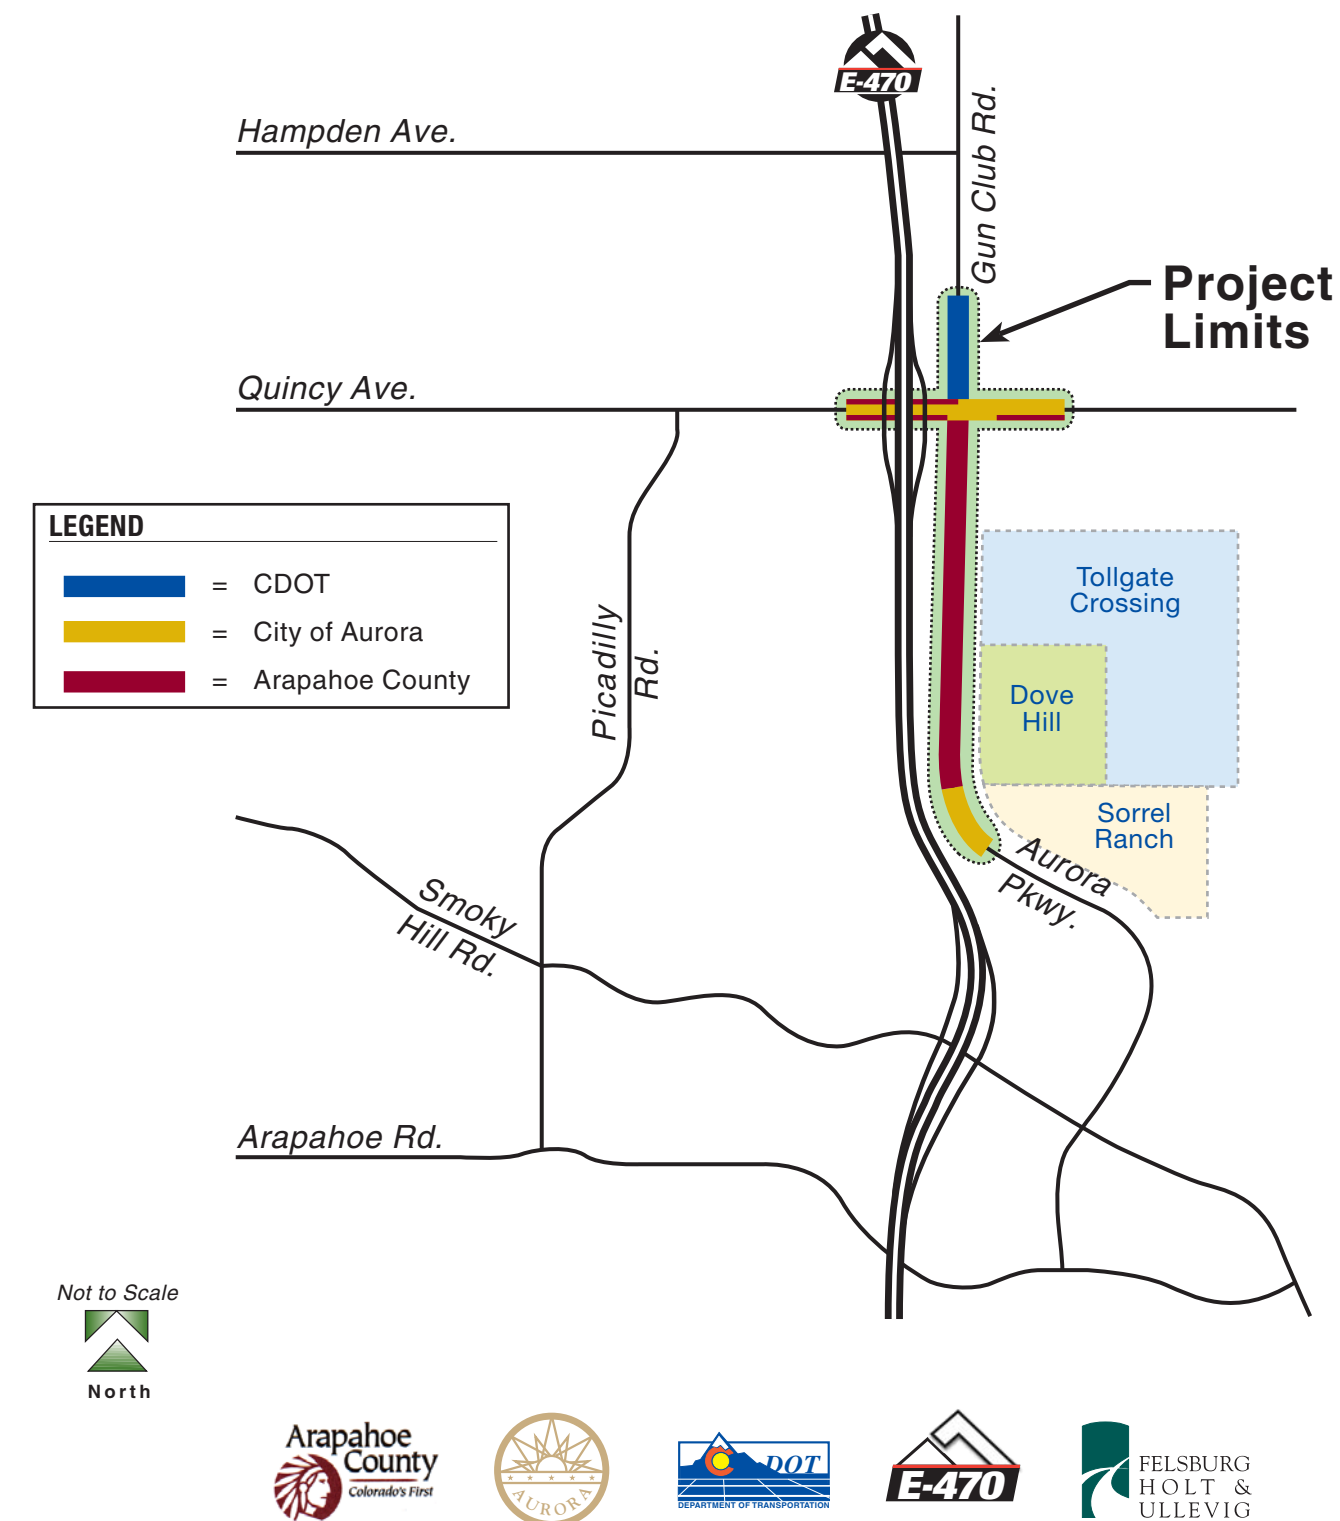 E-470
Hampden Ave.
Gun Club Rd.
Project
Limits
Quincy Ave.
LEGEND
= CDOT
= City of Aurora
= Arapahoe County
Tollgate
Crossing
Picadilly
Rd.
Dove
Hill
Sorrel
Ranch
Aurora
Pkwy.
Smoky
Hill Rd.
Arapahoe Rd.
Not to Scale
North
Arapahoe
County
Colorado's First
AURORA
DOT
DEPARTMENT OF TRANSPORTATION
E-470
FELSBURG
HOLT &
ULLEVIG